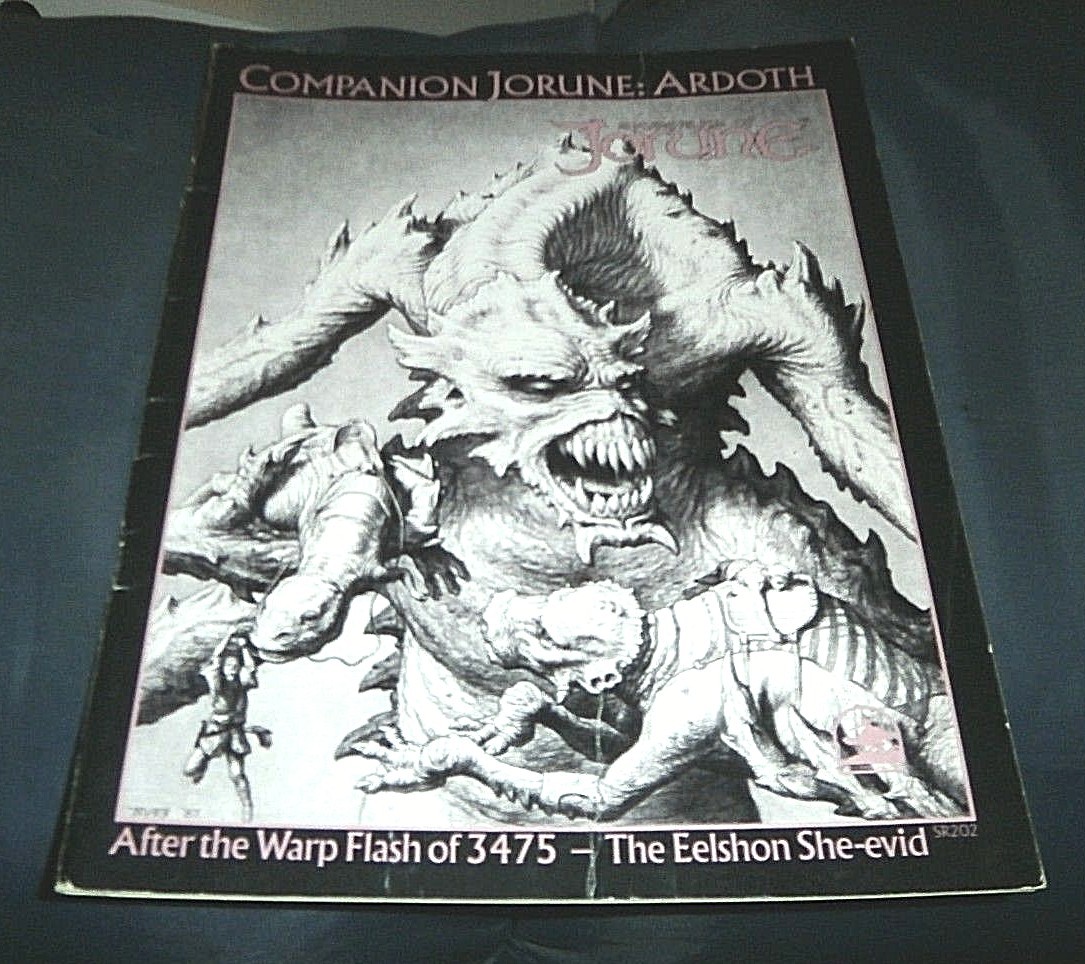 COMPANION JORUNE: ARDOTH
Jorune
After the Warp Flash of 3475 – The Eelshon She-evid
SR202